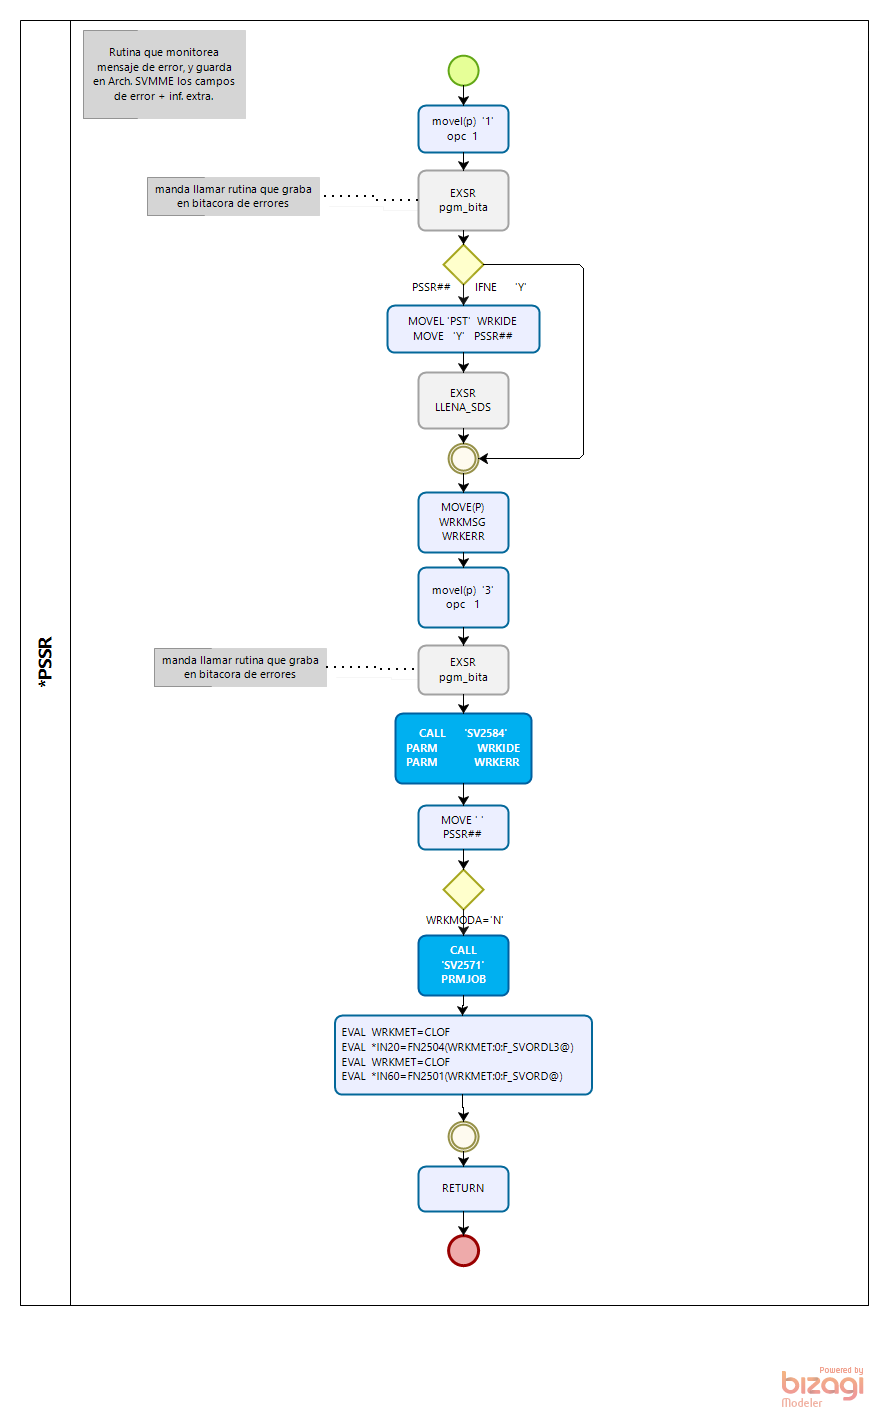 *PSSR
Rutina que monitorea
mensaje de error, y guarda
en Arch. SVMME los campos
de error + inf. extra.
movel(p) '1'
opc 1
manda llamar rutina que graba
en bitacora de errores
EXSR
pgm_bita
PSSR## IFNE 'Y'
MOVEL 'PST' WRKIDE
MOVE 'Y' PSSR##
EXSR
LLENA_SDS
MOVE(P)
WRKMSG
WRKERR
movel(p) '3'
opc 1
manda llamar rutina que graba
en bitacora de errores
EXSR
pgm_bita
CALL 'SV2584'
PARM WRKIDE
PARM WRKERR
MOVE ' '
PSSR##
WRKMODA='N'
CALL
'SV2571'
PRMJOB
EVAL WRKMET=CLOF
EVAL *IN20=FN2504(WRKMET:0:F_SVORDL3@)
EVAL WRKMET=CLOF
EVAL *IN60=FN2501(WRKMET:0:F_SVORD@)
RETURN
Powered by
bizagi
Modeler